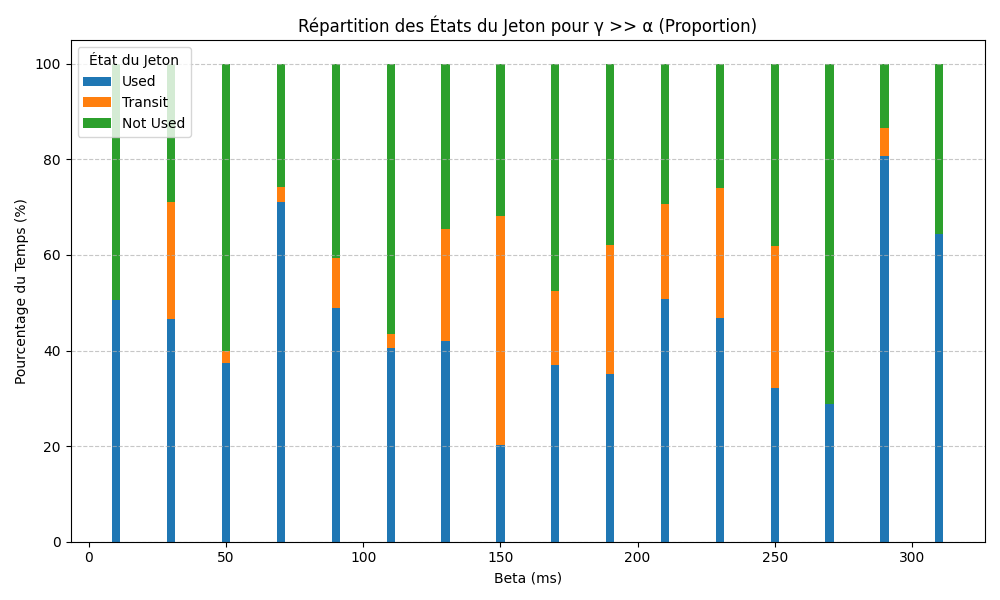 Répartition des États du Jeton pour γ >> α (Proportion)
État du Jeton
Used
Transit
Not Used
Pourcentage du Temps (%)
100
80
60
40
20
0
0 50 100 150 200 250 300
Beta (ms)